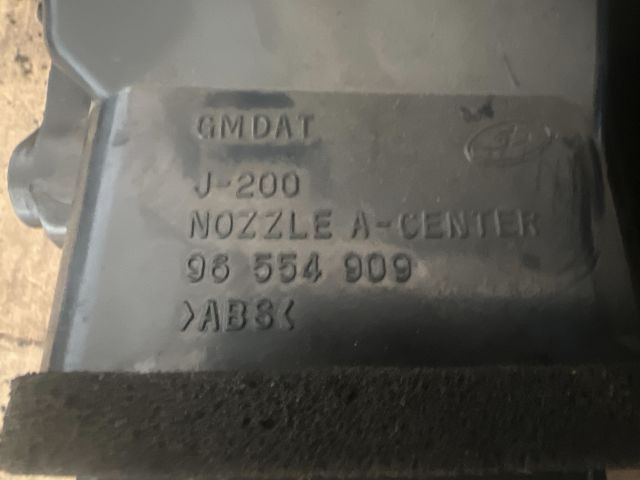 GMDAT
J-200
NOZZLE A-CENTER
96 554 909
>ABS<